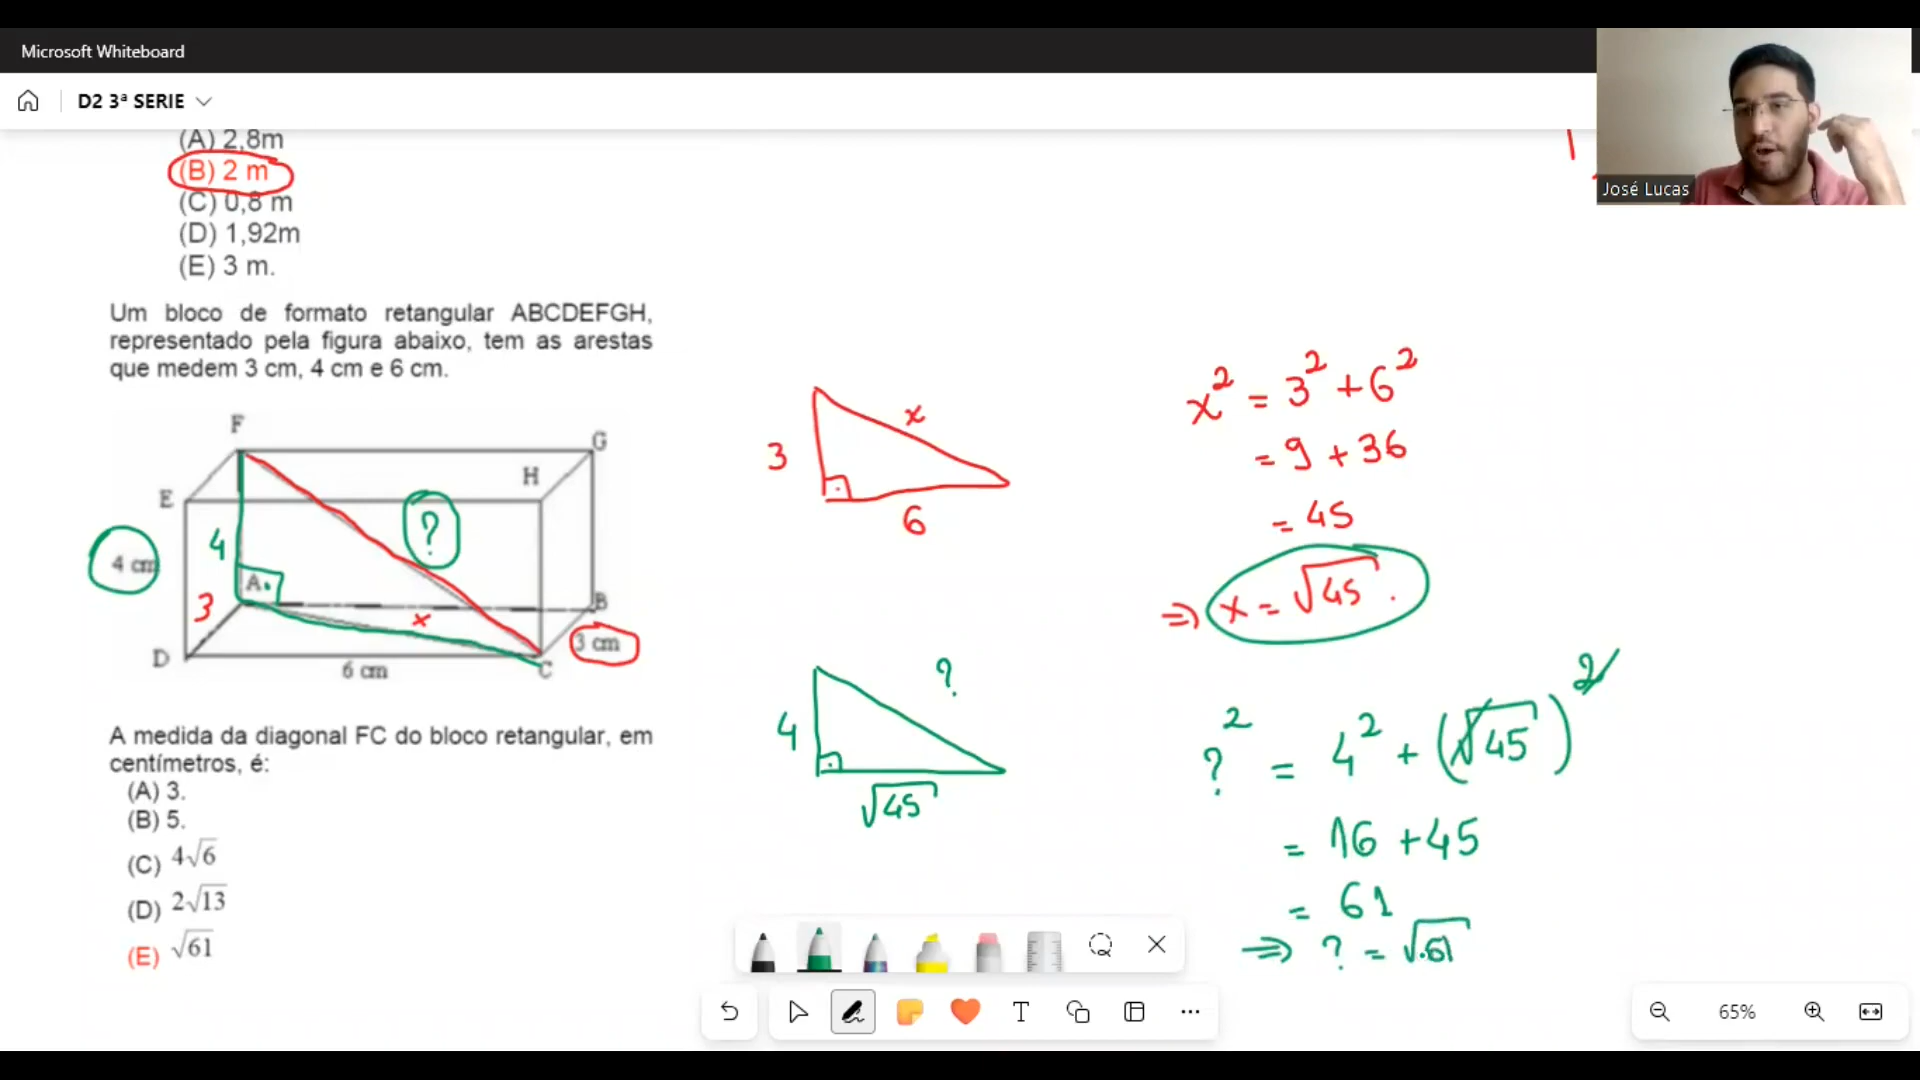 Microsoft Whiteboard
D2 3ª SERIE
José Lucas
(A) 2,8m
(B) 2 m
(C) 0,8 m
(D) 1,92m
(E) 3 m.
Um bloco de formato retangular ABCDEFGH,
representado pela figura abaixo, tem as arestas
que medem 3 cm, 4 cm e 6 cm.
F
G
H
E
?
4
4 cm
A
3
B
x
3 cm
D
6 cm
C
A medida da diagonal FC do bloco retangular, em
centímetros, é:
(A) 3.
(B) 5.
(C) 4√6
(D) 2√13
(E) √61
x
3
6
?
4
√45
x² = 3² + 6²
= 9 + 36
= 45
⇒ x = √45.
?² = 4² + (√45)²
= 16 + 45
= 61
⇒ ? = √61
T
65%